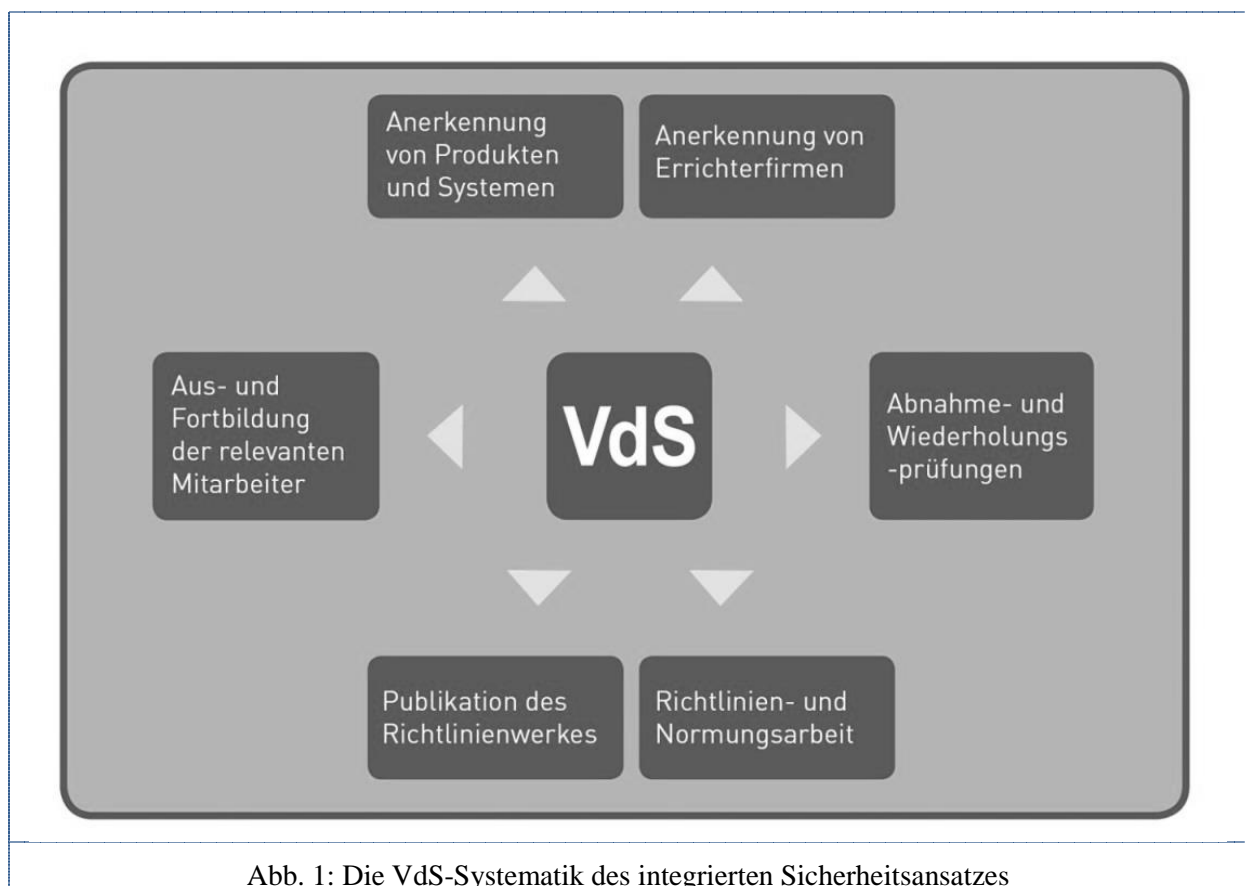 Anerkennung
von Produkten
und Systemen
Anerkennung von
Errichterfirmen
Aus- und
Fortbildung
der relevanten
Mitarbeiter
VdS
Abnahme- und
Wiederholungs
-prüfungen
Publikation des
Richtlinienwerkes
Richtlinien- und
Normungsarbeit
Abb. 1: Die VdS-Systematik des integrierten Sicherheitsansatzes